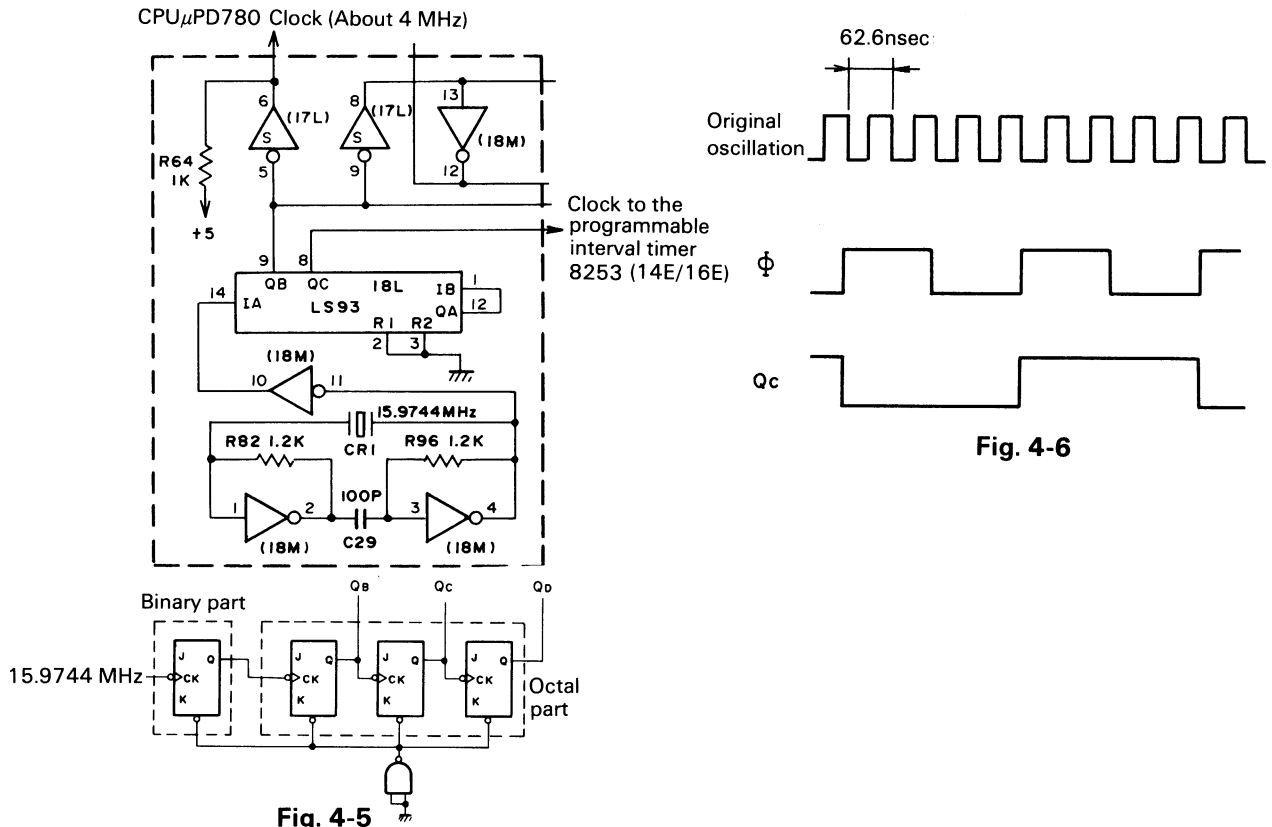 CPUμPD780 Clock (About 4 MHz)
6
(17L)
S
5
8
(17L)
S
9
13
(18M)
12
R64
1K
+5
Clock to the
programmable
interval timer
8253 (14E/16E)
9
8
QB
QC
18L
IB
1
14
IA
LS93
QA
12
R1
R2
2
3
(18M)
10
11
15.9744MHz
R82 1.2K
CR1
R96 1.2K
100P
1
2
3
4
(18M)
C29
(18M)
QB
QC
QD
Binary part
J
Q
J
Q
J
Q
J
Q
15.9744 MHz
CK
CK
CK
CK
K
K
K
K
Octal
part
Fig. 4-5
62.6nsec
Original
oscillation
Φ
Qc
Fig. 4-6